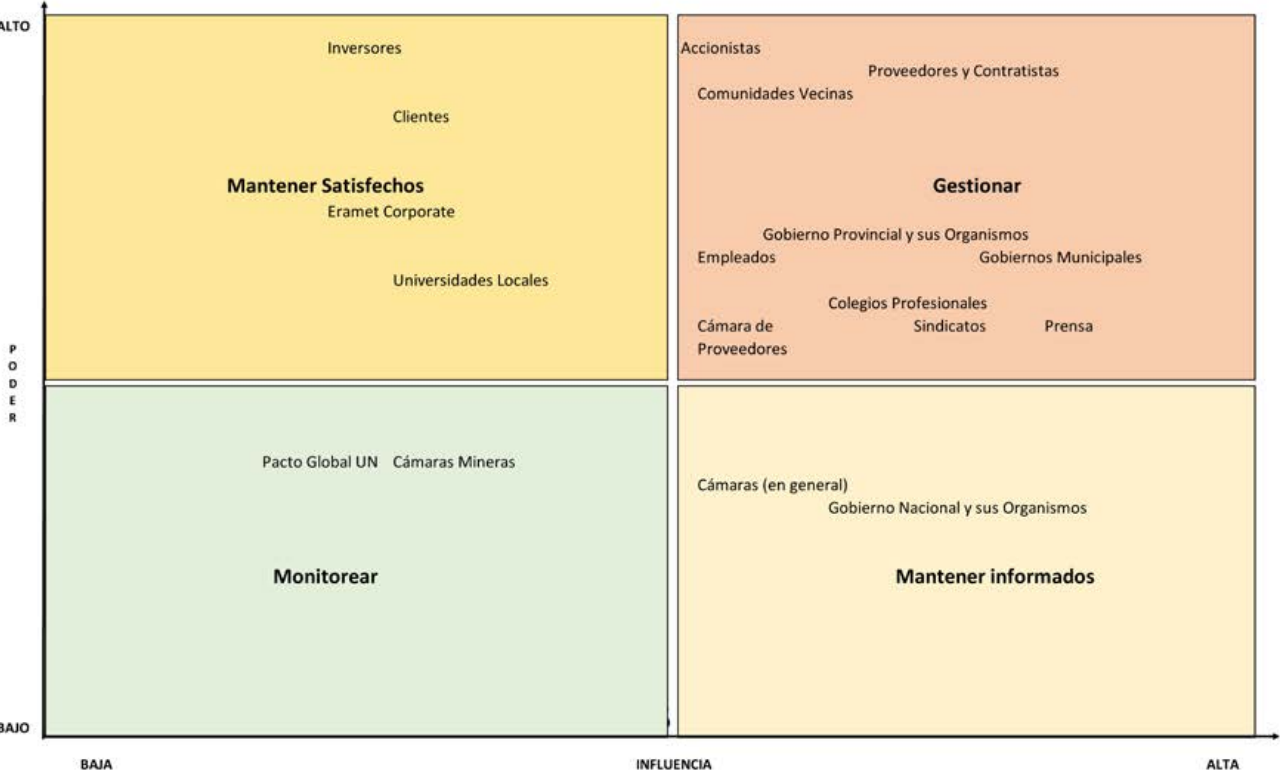 ALTO
Inversores
Clientes
Mantener Satisfechos
Eramet Corporate
Universidades Locales
Accionistas
Proveedores y Contratistas
Comunidades Vecinas
Gestionar
Gobierno Provincial y sus Organismos
Empleados
Gobiernos Municipales
Colegios Profesionales
Cámara de
Proveedores
Sindicatos
Prensa
PODER
Pacto Global UN
Cámaras Mineras
Monitorear
Cámaras (en general)
Gobierno Nacional y sus Organismos
Mantener informados
BAJO
BAJA
INFLUENCIA
ALTA